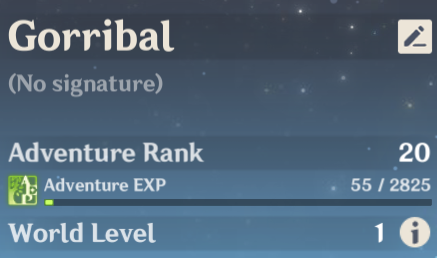 Gorribal
(No signature)
Adventure Rank 20
Adventure EXP 55 / 2825
World Level 1